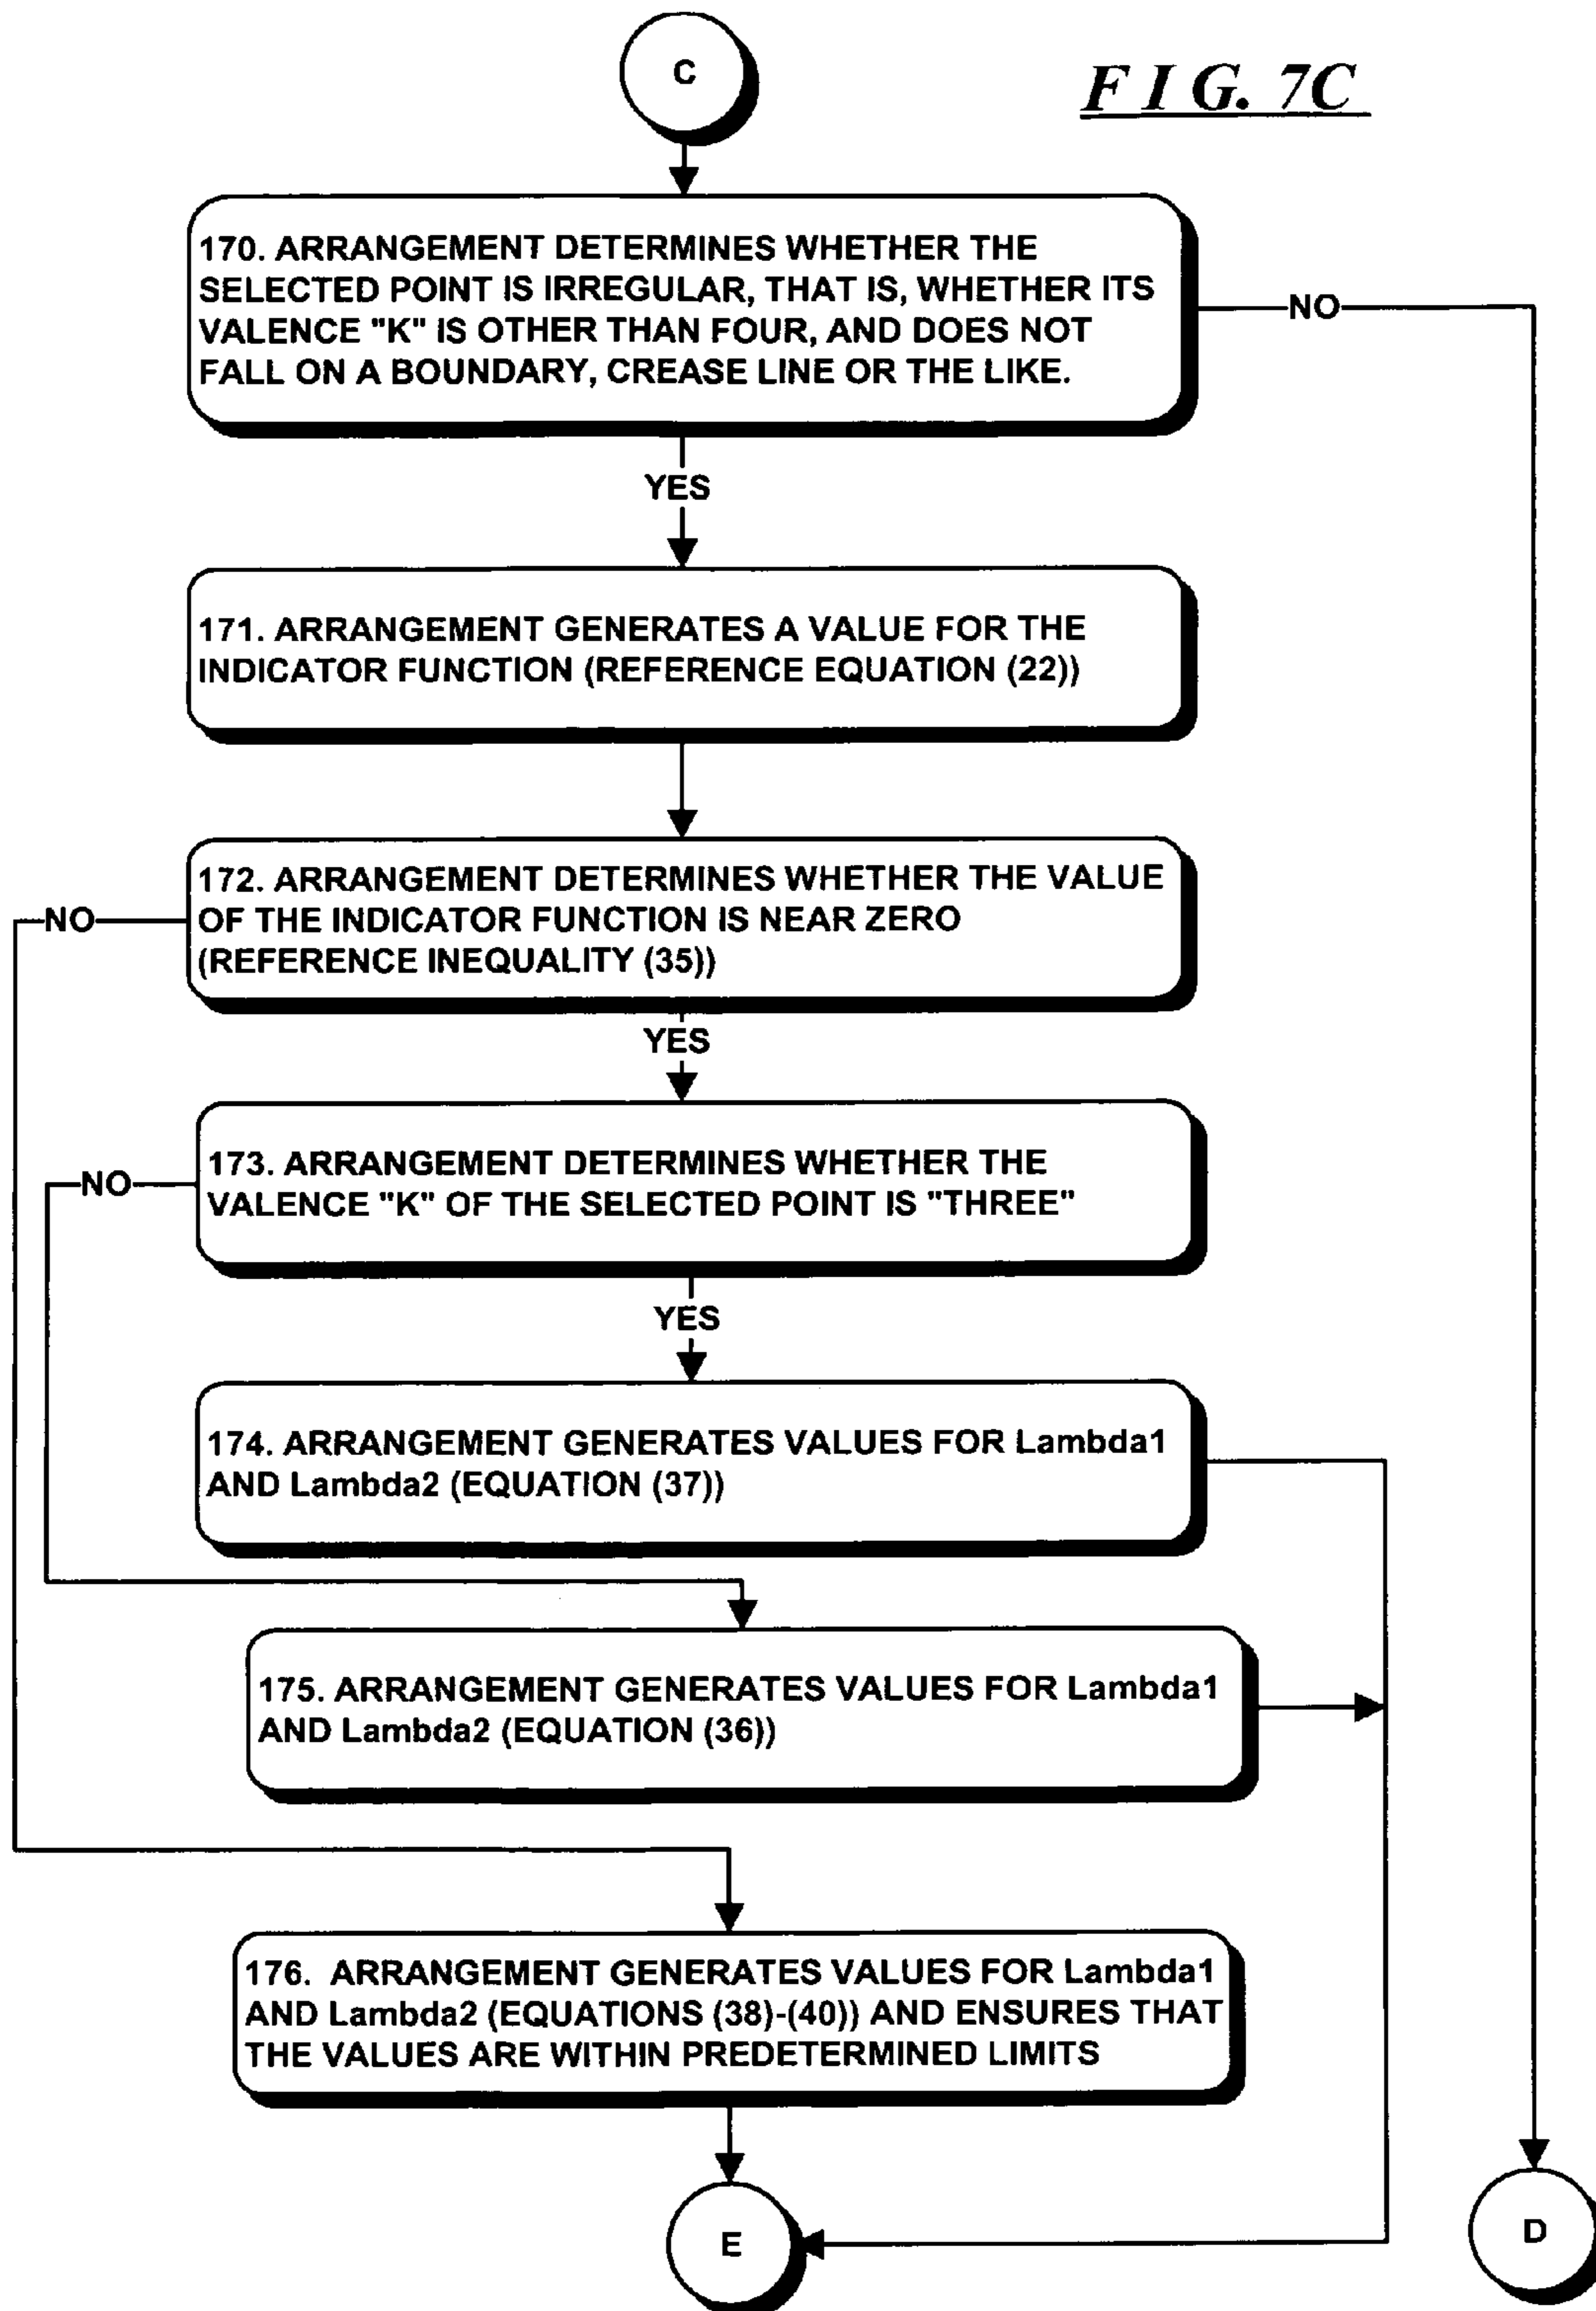 C
FIG. 7C
170. ARRANGEMENT DETERMINES WHETHER THE
SELECTED POINT IS IRREGULAR, THAT IS, WHETHER ITS
VALENCE "K" IS OTHER THAN FOUR, AND DOES NOT
FALL ON A BOUNDARY, CREASE LINE OR THE LIKE.
NO
YES
171. ARRANGEMENT GENERATES A VALUE FOR THE
INDICATOR FUNCTION (REFERENCE EQUATION (22))
172. ARRANGEMENT DETERMINES WHETHER THE VALUE
OF THE INDICATOR FUNCTION IS NEAR ZERO
(REFERENCE INEQUALITY (35))
NO
YES
173. ARRANGEMENT DETERMINES WHETHER THE
VALENCE "K" OF THE SELECTED POINT IS "THREE"
NO
YES
174. ARRANGEMENT GENERATES VALUES FOR Lambda1
AND Lambda2 (EQUATION (37))
175. ARRANGEMENT GENERATES VALUES FOR Lambda1
AND Lambda2 (EQUATION (36))
176. ARRANGEMENT GENERATES VALUES FOR Lambda1
AND Lambda2 (EQUATIONS (38)-(40)) AND ENSURES THAT
THE VALUES ARE WITHIN PREDETERMINED LIMITS
E
D